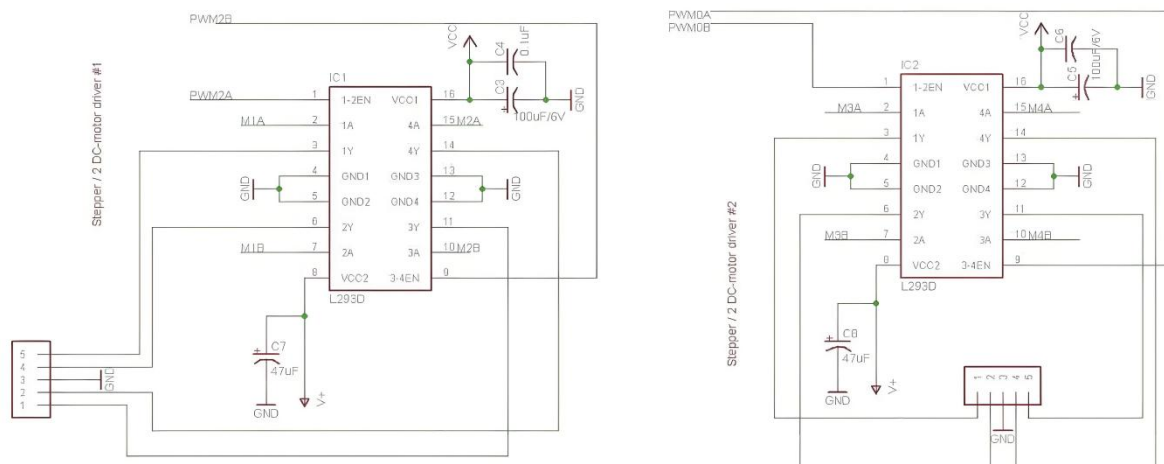 PWM2B
Stepper / 2 DC-motor driver #1
VCC
C4
0.1uF
IC1
PWM2A
1
1-2EN
VCC1
16
C3
+
100uF/6V
GND
M1A
2
1A
4A
15
M2A
3
1Y
4Y
14
4
GND1
GND3
13
GND
GND
5
GND2
GND4
12
6
2Y
3Y
11
M1B
7
2A
3A
10
M2B
8
VCC2
3-4EN
9
L293D
+
C7
47uF
GND
V+
5
4
3
2
1
GND
PWM0A
PWM0B
Stepper / 2 DC-motor driver #2
VCC
C6
IC2
1
1-2EN
VCC1
16
C5
+
100uF/6V
GND
M3A
2
1A
4A
15
M4A
3
1Y
4Y
14
4
GND1
GND3
13
GND
GND
5
GND2
GND4
12
6
2Y
3Y
11
M3B
7
2A
3A
10
M4B
8
VCC2
3-4EN
9
L293D
+
C8
47uF
GND
V+
1
2
3
4
5
GND